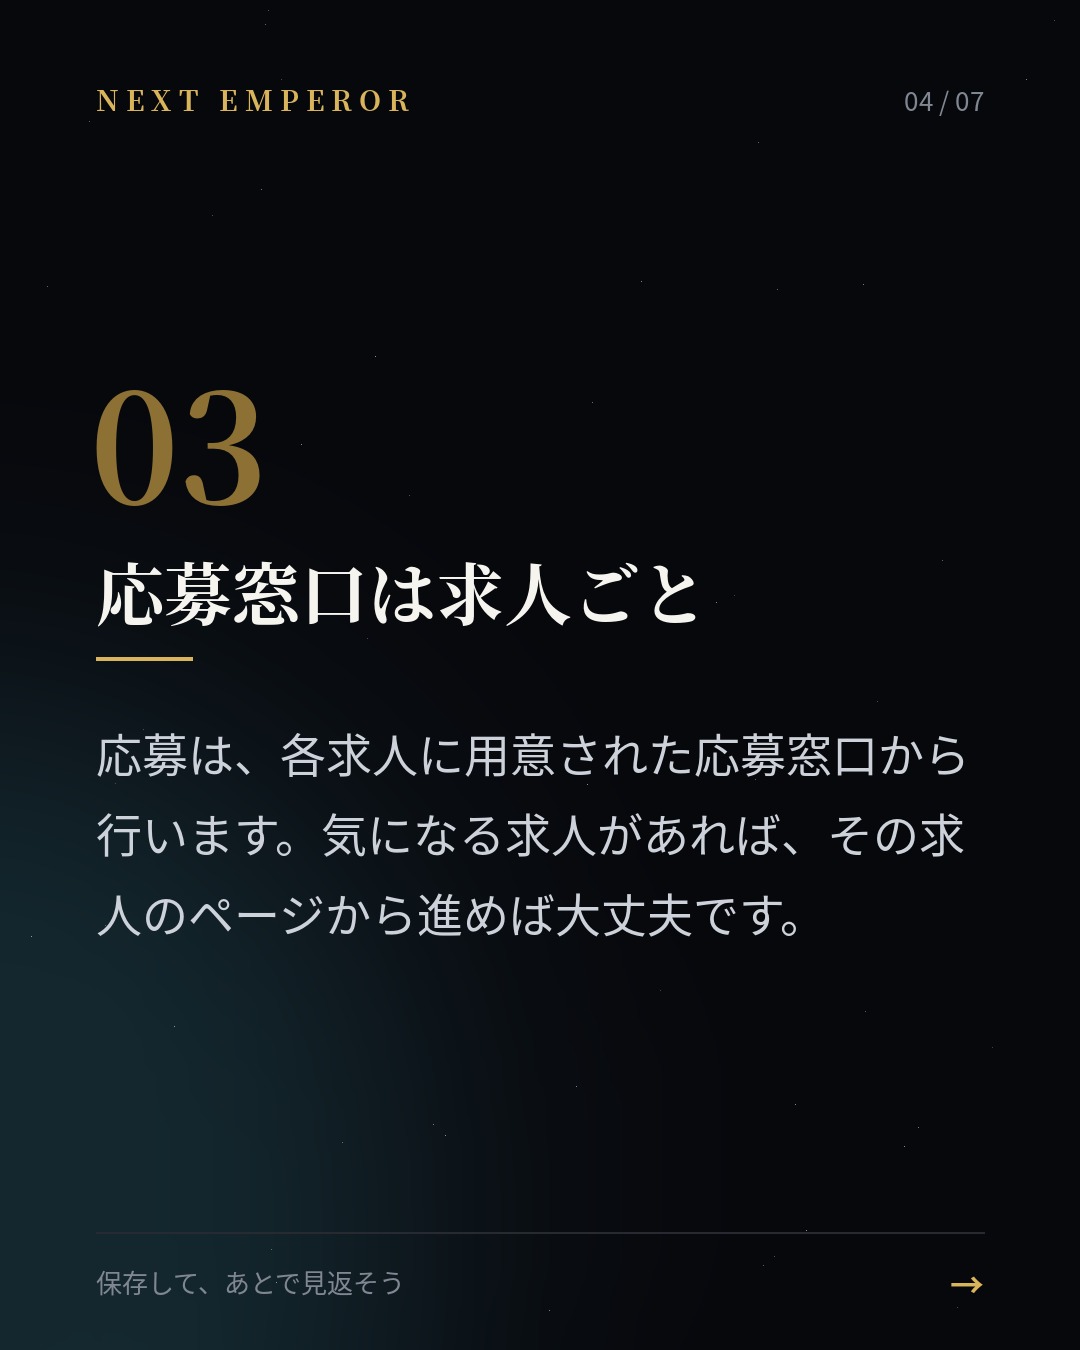 NEXT EMPEROR
04 / 07
03
応募窓口は求人ごと
応募は、各求人に用意された応募窓口から
行います。気になる求人があれば、その求
人のページから進めば大丈夫です。
保存して、あとで見返そう
→